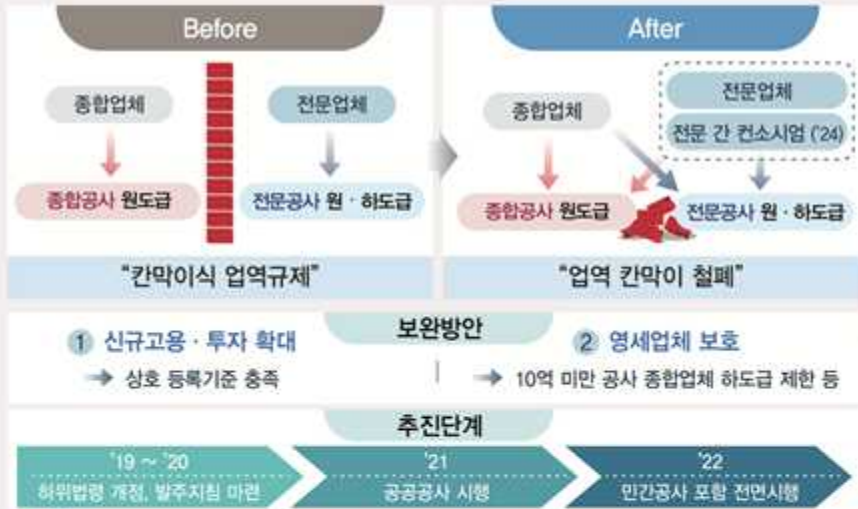 Before
종합업체
전문업체
종합공사 원도급
전문공사 원 · 하도급
“칸막이식 업역규제”
After
종합업체
전문업체
전문 간 컨소시엄 ('24)
종합공사 원도급
전문공사 원 · 하도급
“업역 칸막이 철폐”
보완방안
1 신규고용 · 투자 확대
상호 등록기준 충족
2 영세업체 보호
10억 미만 공사 종합업체 하도급 제한 등
추진단계
'19 ~ '20
하위법령 개정, 발주지침 마련
'21
공공공사 시행
'22
민간공사 포함 전면시행